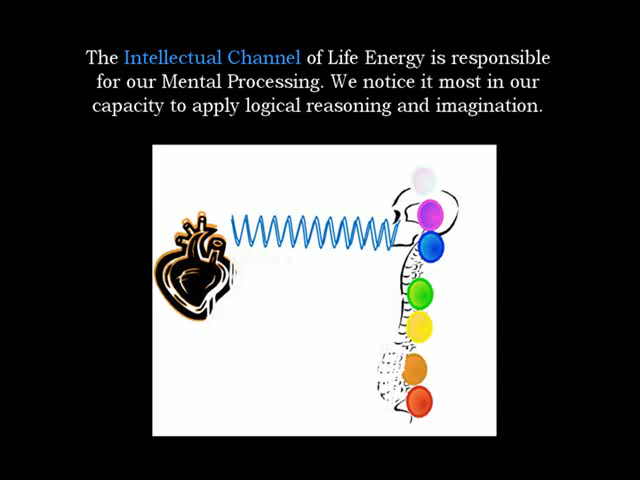 The Intellectual Channel of Life Energy is responsible
for our Mental Processing. We notice it most in our
capacity to apply logical reasoning and imagination.